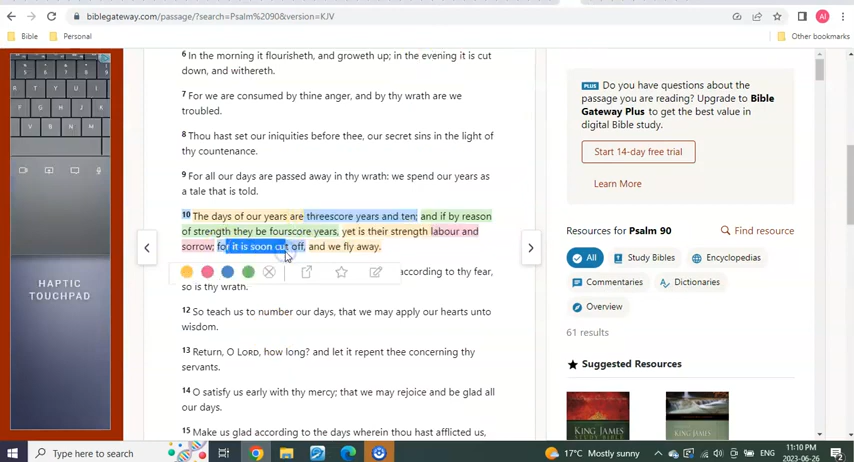 biblegateway.com/passage/?search=Psalm%2090&version=KJV
AI
Bible
Personal
Other bookmarks
6 In the morning it flourisheth, and groweth up; in the evening it is cut
down, and withereth.
7 For we are consumed by thine anger, and by thy wrath are we
troubled.
8 Thou hast set our iniquities before thee, our secret sins in the light of
thy countenance.
9 For all our days are passed away in thy wrath: we spend our years as
a tale that is told.
10 The days of our years are threescore years and ten; and if by reason
of strength they be fourscore years, yet is their strength labour and
sorrow; for it is soon cut off, and we fly away.
according to thy fear,
so is thy wrath.
12 So teach us to number our days, that we may apply our hearts unto
wisdom.
13 Return, O LORD, how long? and let it repent thee concerning thy
servants.
14 O satisfy us early with thy mercy; that we may rejoice and be glad all
our days.
15 Make us glad according to the days wherein thou hast afflicted us,
HAPTIC
TOUCHPAD
PLUS Do you have questions about the
passage you are reading? Upgrade to Bible
Gateway Plus to get the best value in
digital Bible study.
Start 14-day free trial
Learn More
Resources for Psalm 90
Find resource
All
Study Bibles
Encyclopedias
Commentaries
Dictionaries
Overview
61 results
Suggested Resources
KING JAMES
KING JAMES
Type here to search
17°C Mostly sunny
ENG
11:10 PM
2023-06-26
2